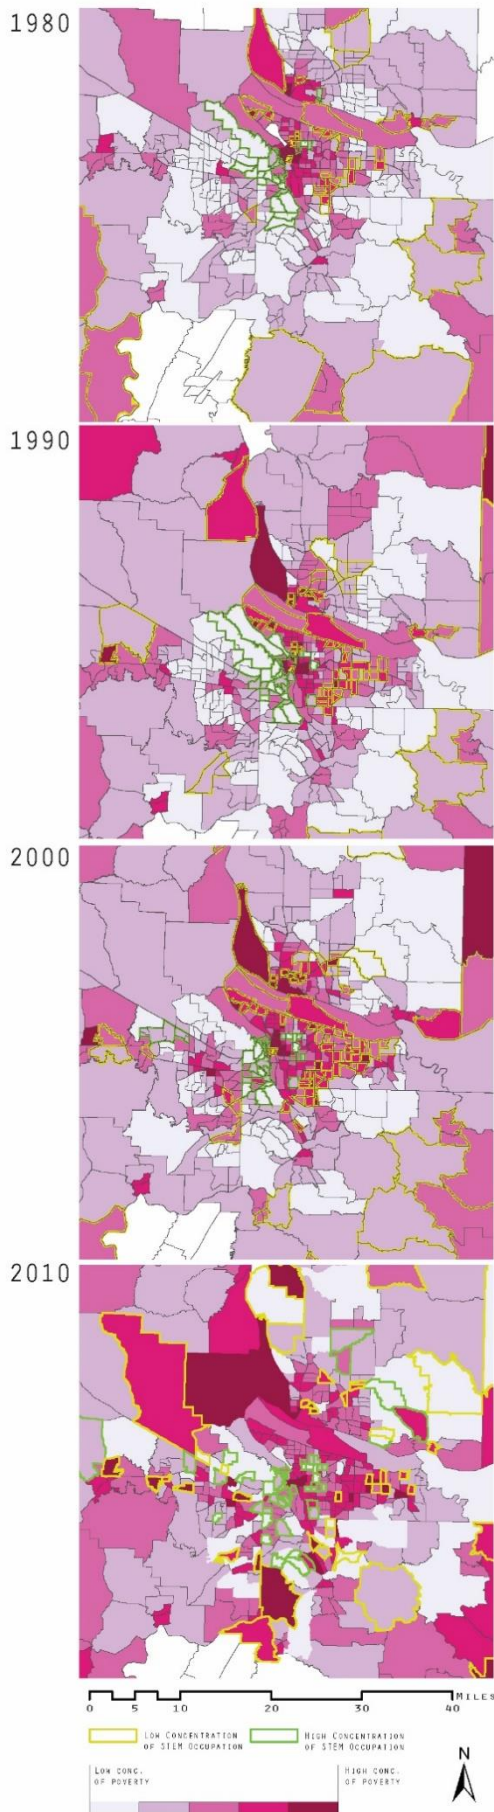 1980
1990
2000
2010
0 5 10 20 30 40 MILES
LOW CONCENTRATION
OF STEM OCCUPATION
HIGH CONCENTRATION
OF STEM OCCUPATION
LOW CONC.
OF POVERTY
HIGH CONC.
OF POVERTY
N